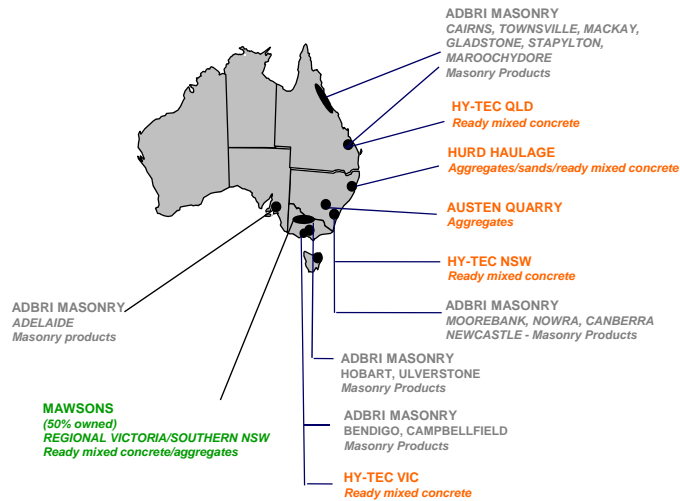 ADBRI MASONRY
CAIRNS, TOWNSVILLE, MACKAY,
GLADSTONE, STAPYLTON,
MAROOCHYDORE
Masonry Products
HY-TEC QLD
Ready mixed concrete
HURD HAULAGE
Aggregates/sands/ready mixed concrete
AUSTEN QUARRY
Aggregates
HY-TEC NSW
Ready mixed concrete
ADBRI MASONRY
MOOREBANK, NOWRA, CANBERRA
NEWCASTLE - Masonry Products
ADBRI MASONRY
ADELAIDE
Masonry products
ADBRI MASONRY
HOBART, ULVERSTONE
Masonry Products
MAWSONS
(50% owned)
REGIONAL VICTORIA/SOUTHERN NSW
Ready mixed concrete/aggregates
ADBRI MASONRY
BENDIGO, CAMPBELLFIELD
Masonry Products
HY-TEC VIC
Ready mixed concrete